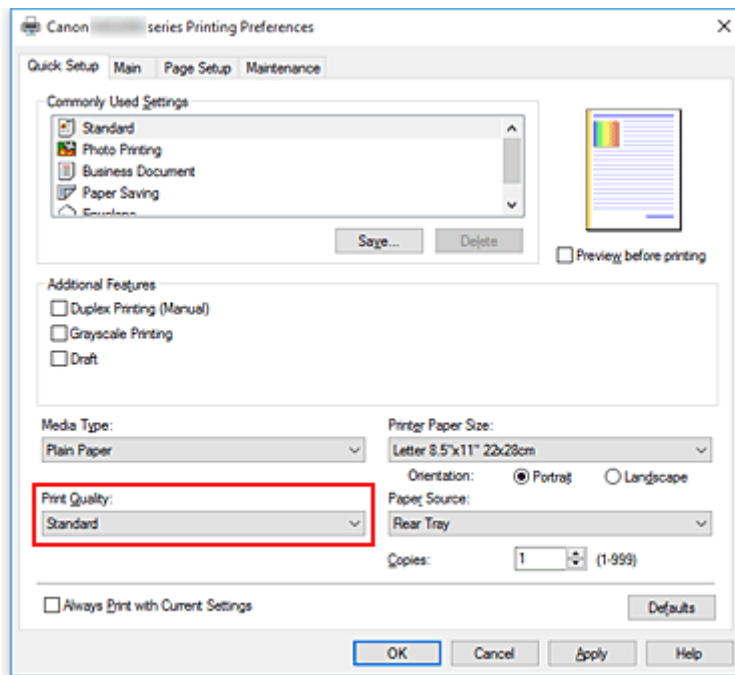 Canon series Printing Preferences
Quick Setup Main Page Setup Maintenance
Commonly Used Settings
Standard
Photo Printing
Business Document
Paper Saving
Envelope
Save... Delete
Preview before printing
Additional Features
Duplex Printing (Manual)
Grayscale Printing
Draft
Media Type:
Plain Paper
Printer Paper Size:
Letter 8.5"x11" 22x28cm
Orientation: Portrait Landscape
Print Quality:
Standard
Paper Source:
Rear Tray
Copies: 1 (1-999)
Always Print with Current Settings
Defaults
OK Cancel Apply Help